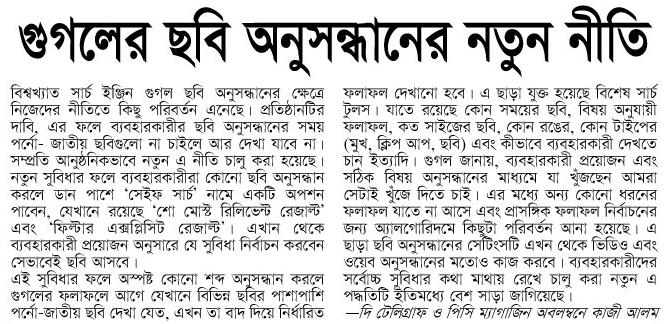 গুগলের ছবি অনুসন্ধানের নতুন নীতি
বিশ্বখ্যাত সার্চ ইঞ্জিন গুগল ছবি অনুসন্ধানের ক্ষেত্রে
নিজেদের নীতিতে কিছু পরিবর্তন এনেছে। প্রতিষ্ঠানটির
দাবি, এর ফলে ব্যবহারকারীর ছবি অনুসন্ধানের সময়
পর্নো- জাতীয় ছবিগুলো না চাইলে আর দেখা যাবে না।
সম্প্রতি আনুষ্ঠানিকভাবে নতুন এ নীতি চালু করা হয়েছে।
নতুন সুবিধার ফলে ব্যবহারকারীরা কোনো ছবি অনুসন্ধান
করলে ডান পাশে ‘সেইফ সার্চ’ নামে একটি অপশন
পাবেন, যেখানে রয়েছে ‘শো মোস্ট রিলিভেন্ট রেজাল্ট’
এবং ‘ফিল্টার এক্সপ্লিসিট রেজাল্ট’। এখান থেকে
ব্যবহারকারী প্রয়োজন অনুসারে যে সুবিধা নির্বাচন করবেন
সেভাবেই ছবি আসবে।
এই সুবিধার ফলে অস্পষ্ট কোনো শব্দ অনুসন্ধান করলে
গুগলের ফলাফলে আগে যেখানে বিভিন্ন ছবির পাশাপাশি
পর্নো-জাতীয় ছবি দেখা যেত, এখন তা বাদ দিয়ে নির্ধারিত
ফলাফল দেখানো হবে। এ ছাড়া যুক্ত হয়েছে বিশেষ সার্চ
টুলস। যাতে রয়েছে কোন সময়ের ছবি, বিষয় অনুযায়ী
ফলাফল, কত সাইজের ছবি, কোন রঙের, কোন টাইপের
(মুখ, ক্লিপ আপ, ছবি) এবং কীভাবে ব্যবহারকারী দেখতে
চান ইত্যাদি। গুগল জানায়, ব্যবহারকারী প্রয়োজন এবং
সঠিক বিষয় অনুসন্ধানের মাধ্যমে যা খুঁজছেন আমরা
সেটাই খুঁজে দিতে চাই। এর মধ্যে অন্য কোনো ধরনের
ফলাফল যাতে না আসে এবং প্রাসঙ্গিক ফলাফল নির্বাচনের
জন্য অ্যালগোরিদমে কিছুটা পরিবর্তন আনা হয়েছে। এ
ছাড়া ছবি অনুসন্ধানের সেটিংসটি এখন থেকে ভিডিও এবং
ওয়েব অনুসন্ধানের মতোও কাজ করবে। ব্যবহারকারীদের
সর্বোচ্চ সুবিধার কথা মাথায় রেখে চালু করা নতুন এ
পদ্ধতিটি ইতিমধ্যে বেশ সাড়া জাগিয়েছে।
—দি টেলিগ্রাফ ও পিসি ম্যাগাজিন অবলম্বনে কাজী আলম